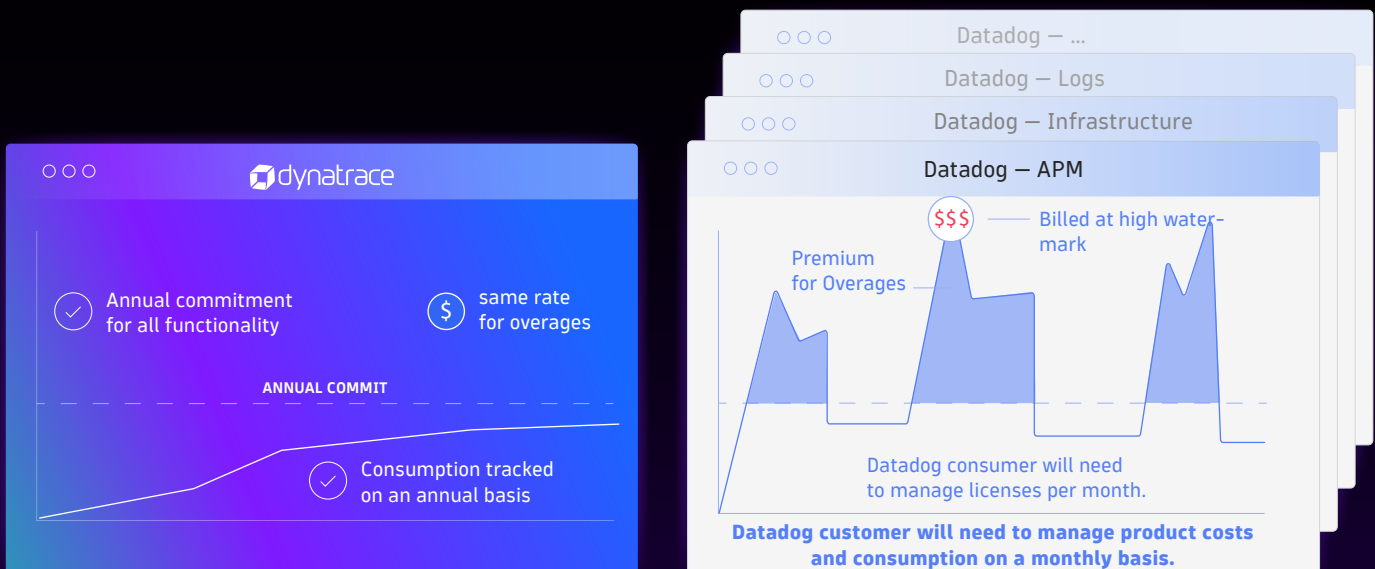 dynatrace
Annual commitment
for all functionality
$
same rate
for overages
ANNUAL COMMIT
Consumption tracked
on an annual basis
Datadog — ...
Datadog — Logs
Datadog — Infrastructure
Datadog — APM
$$$
Billed at high water-
mark
Premium
for Overages
Datadog consumer will need
to manage licenses per month.
Datadog customer will need to manage product costs
and consumption on a monthly basis.